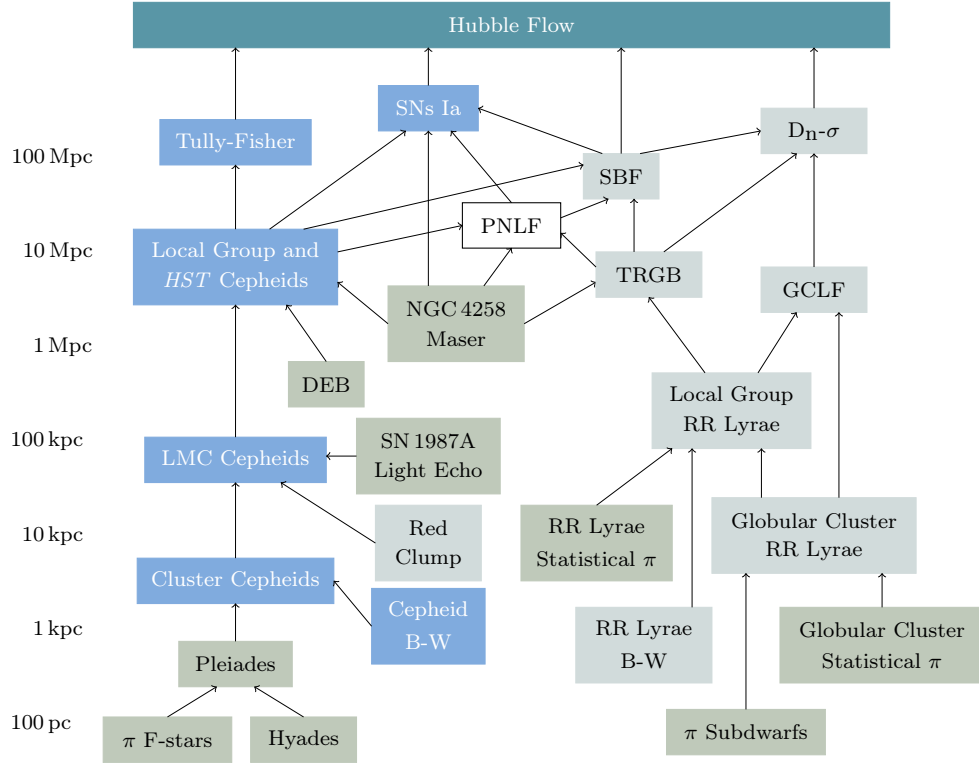 Hubble Flow
SNs Ia
Tully-Fisher
Dn-σ
100 Mpc
SBF
PNLF
10 Mpc
Local Group and
HST Cepheids
TRGB
GCLF
NGC 4258
Maser
1 Mpc
DEB
Local Group
RR Lyrae
100 kpc
SN 1987A
Light Echo
LMC Cepheids
10 kpc
Red
Clump
RR Lyrae
Statistical π
Globular Cluster
RR Lyrae
Cluster Cepheids
Cepheid
B-W
1 kpc
RR Lyrae
B-W
Globular Cluster
Statistical π
Pleiades
100 pc
π F-stars
Hyades
π Subdwarfs